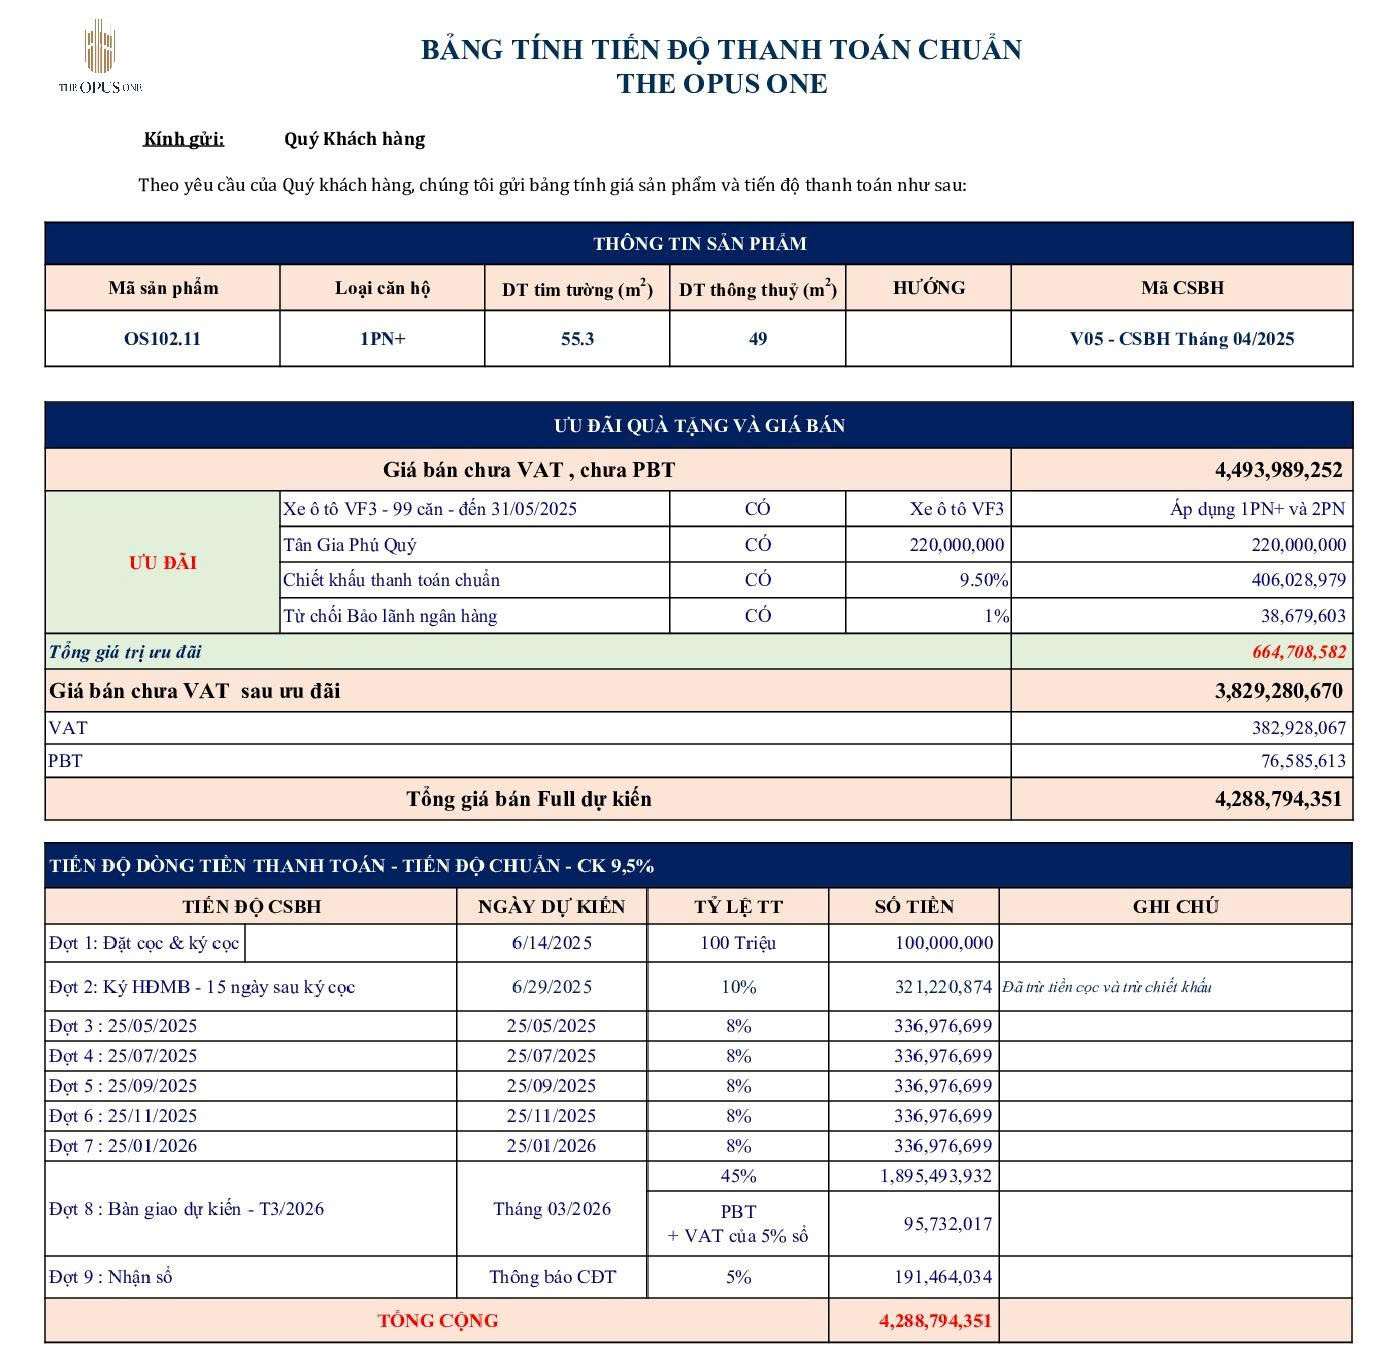 THE OPUS ONE
BẢNG TÍNH TIẾN ĐỘ THANH TOÁN CHUẨN
THE OPUS ONE
Kính gửi: Quý Khách hàng
Theo yêu cầu của Quý khách hàng, chúng tôi gửi bảng tính giá sản phẩm và tiến độ thanh toán như sau:
THÔNG TIN SẢN PHẨM
Mã sản phẩm Loại căn hộ DT tim tường (m²) DT thông thuỷ (m²) HƯỚNG Mã CSBH
OS102.11 1PN+ 55.3 49 V05 - CSBH Tháng 04/2025
ƯU ĐÃI QUÀ TẶNG VÀ GIÁ BÁN
Giá bán chưa VAT , chưa PBT 4,493,989,252
ƯU ĐÃI
Xe ô tô VF3 - 99 căn - đến 31/05/2025 CÓ Xe ô tô VF3 Áp dụng 1PN+ và 2PN
Tân Gia Phú Quý CÓ 220,000,000 220,000,000
Chiết khấu thanh toán chuẩn CÓ 9.50% 406,028,979
Từ chối Bảo lãnh ngân hàng CÓ 1% 38,679,603
Tổng giá trị ưu đãi 664,708,582
Giá bán chưa VAT sau ưu đãi 3,829,280,670
VAT 382,928,067
PBT 76,585,613
Tổng giá bán Full dự kiến 4,288,794,351
TIẾN ĐỘ DÒNG TIỀN THANH TOÁN - TIẾN ĐỘ CHUẨN - CK 9,5%
TIẾN ĐỘ CSBH NGÀY DỰ KIẾN TỶ LỆ TT SỐ TIỀN GHI CHÚ
Đợt 1: Đặt cọc & ký cọc 6/14/2025 100 Triệu 100,000,000
Đợt 2: Ký HĐMB - 15 ngày sau ký cọc 6/29/2025 10% 321,220,874 Đã trừ tiền cọc và trừ chiết khấu
Đợt 3 : 25/05/2025 25/05/2025 8% 336,976,699
Đợt 4 : 25/07/2025 25/07/2025 8% 336,976,699
Đợt 5 : 25/09/2025 25/09/2025 8% 336,976,699
Đợt 6 : 25/11/2025 25/11/2025 8% 336,976,699
Đợt 7 : 25/01/2026 25/01/2026 8% 336,976,699
Đợt 8 : Bàn giao dự kiến - T3/2026 Tháng 03/2026 45% 1,895,493,932
PBT
+ VAT của 5% sổ 95,732,017
Đợt 9 : Nhận sổ Thông báo CĐT 5% 191,464,034
TỔNG CỘNG 4,288,794,351